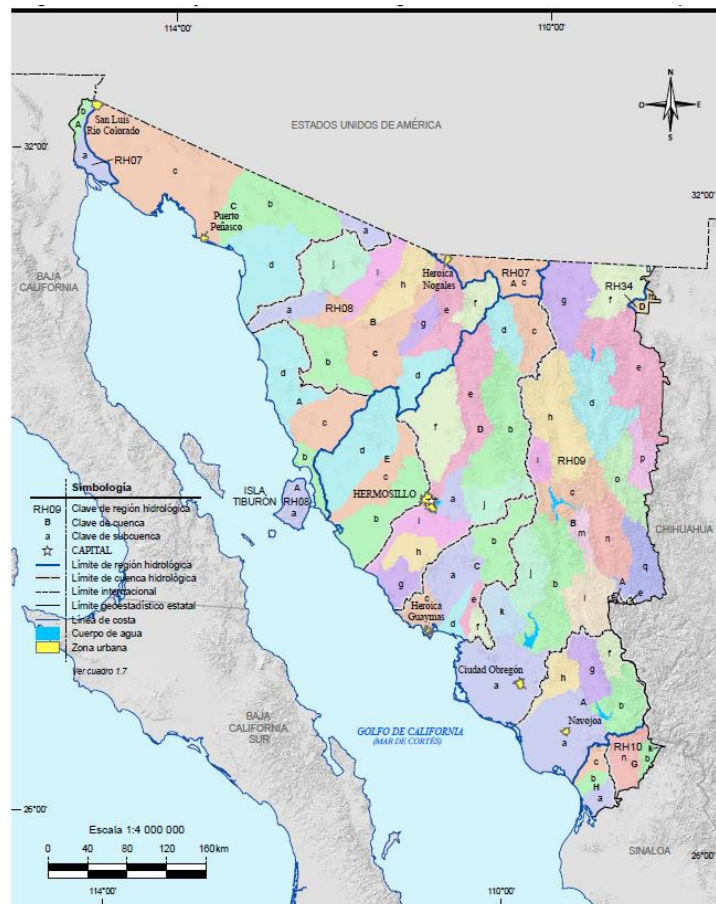 114°00'
110°00'
N
O
E
S
San Luis
Río Colorado
b
A
a
RH07
32°00'
ESTADOS UNIDOS DE AMÉRICA
32°00'
c
C
b
Puerto
Peñasco
a
d
j
i
Heroica
Nogales
RH07
A
c
RH34
D
g
f
BAJA
CALIFORNIA
a
RH08
h
B
e
f
g
d
c
e
d
b
c
d
A
c
h
d
E
f
D
b
i
RH09
p
o
b
c
c
B
m
n
HERMOSILLO
a
j
ISLA
TIBURÓN
A
RH08
a
b
i
b
CHIHUAHUA
q
h
a
C
j
b
A
e
g
c
e
k
l
Heroica
Guaymas
d
f
Ciudad Obregón
a
f
g
h
A
b
Navojoa
a
GOLFO DE CALIFORNIA
(MAR DE CORTÉS)
BAJA
CALIFORNIA
SUR
RH10
c
n
G
k
b
b
H
a
SINALOA
Simbología
RH09 Clave de región hidrológica
B Clave de cuenca
a Clave de subcuenca
CAPITAL
Límite de región hidrológica
Límite de cuenca hidrológica
Límite internacional
Límite geoestadístico estatal
Línea de costa
Cuerpo de agua
Zona urbana
Ver cuadro 1.7
26°00'
26°00'
Escala 1:4 000 000
0 40 80 120 160km
114°00'
110°00'